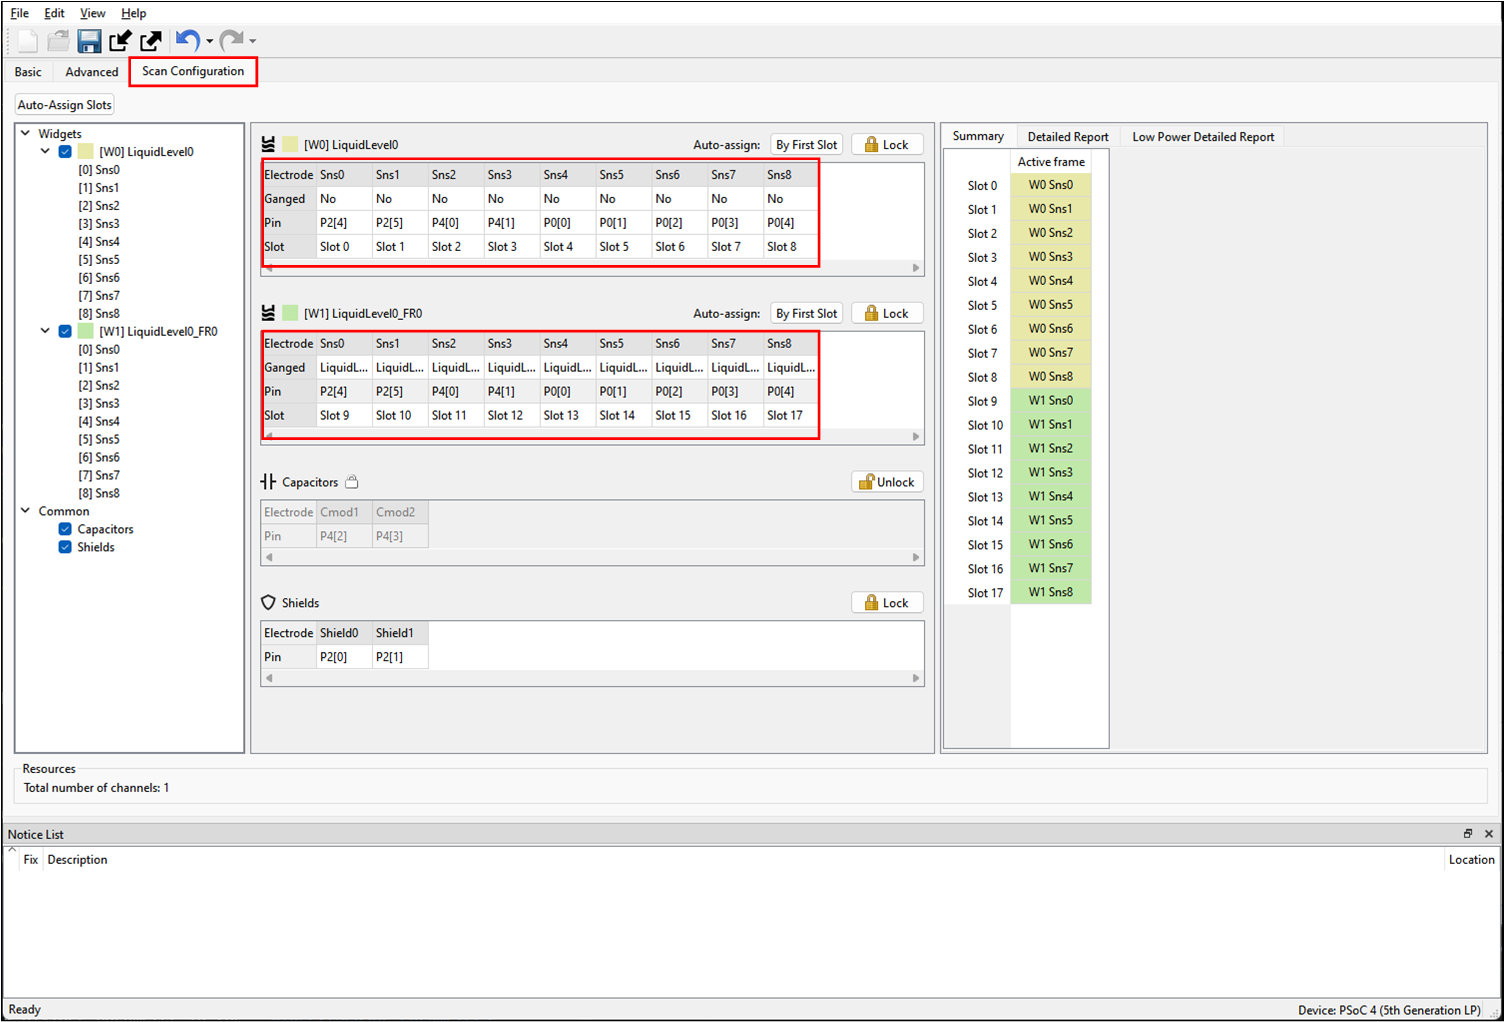 File Edit View Help
Basic Advanced Scan Configuration
Auto-Assign Slots
Widgets
[W0] LiquidLevel0
[0] Sns0
[1] Sns1
[2] Sns2
[3] Sns3
[4] Sns4
[5] Sns5
[6] Sns6
[7] Sns7
[8] Sns8
[W1] LiquidLevel0_FR0
[0] Sns0
[1] Sns1
[2] Sns2
[3] Sns3
[4] Sns4
[5] Sns5
[6] Sns6
[7] Sns7
[8] Sns8
Common
Capacitors
Shields
[W0] LiquidLevel0 Auto-assign: By First Slot Lock
Electrode Sns0 Sns1 Sns2 Sns3 Sns4 Sns5 Sns6 Sns7 Sns8
Ganged No No No No No No No No No
Pin P2[4] P2[5] P4[0] P4[1] P0[0] P0[1] P0[2] P0[3] P0[4]
Slot Slot 0 Slot 1 Slot 2 Slot 3 Slot 4 Slot 5 Slot 6 Slot 7 Slot 8
[W1] LiquidLevel0_FR0 Auto-assign: By First Slot Lock
Electrode Sns0 Sns1 Sns2 Sns3 Sns4 Sns5 Sns6 Sns7 Sns8
Ganged LiquidL... LiquidL... LiquidL... LiquidL... LiquidL... LiquidL... LiquidL... LiquidL... LiquidL...
Pin P2[4] P2[5] P4[0] P4[1] P0[0] P0[1] P0[2] P0[3] P0[4]
Slot Slot 9 Slot 10 Slot 11 Slot 12 Slot 13 Slot 14 Slot 15 Slot 16 Slot 17
Capacitors Unlock
Electrode Cmod1 Cmod2
Pin P4[2] P4[3]
Shields Lock
Electrode Shield0 Shield1
Pin P2[0] P2[1]
Summary Detailed Report Low Power Detailed Report
Active frame
Slot 0 W0 Sns0
Slot 1 W0 Sns1
Slot 2 W0 Sns2
Slot 3 W0 Sns3
Slot 4 W0 Sns4
Slot 5 W0 Sns5
Slot 6 W0 Sns6
Slot 7 W0 Sns7
Slot 8 W0 Sns8
Slot 9 W1 Sns0
Slot 10 W1 Sns1
Slot 11 W1 Sns2
Slot 12 W1 Sns3
Slot 13 W1 Sns4
Slot 14 W1 Sns5
Slot 15 W1 Sns6
Slot 16 W1 Sns7
Slot 17 W1 Sns8
Resources
Total number of channels: 1
Notice List
Fix Description Location
Ready Device: PSoC 4 (5th Generation LP)